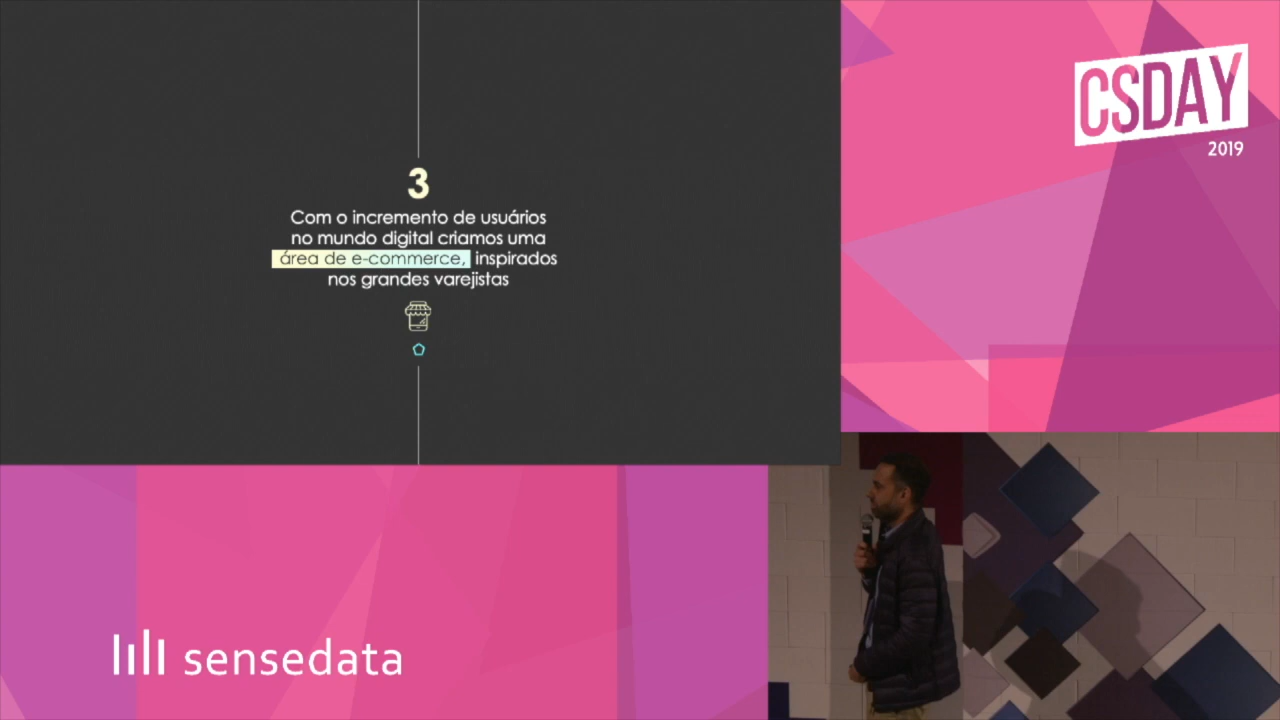 3
Com o incremento de usuários
no mundo digital criamos uma
área de e-commerce, inspirados
nos grandes varejistas
CSDAY
2019
sensedata